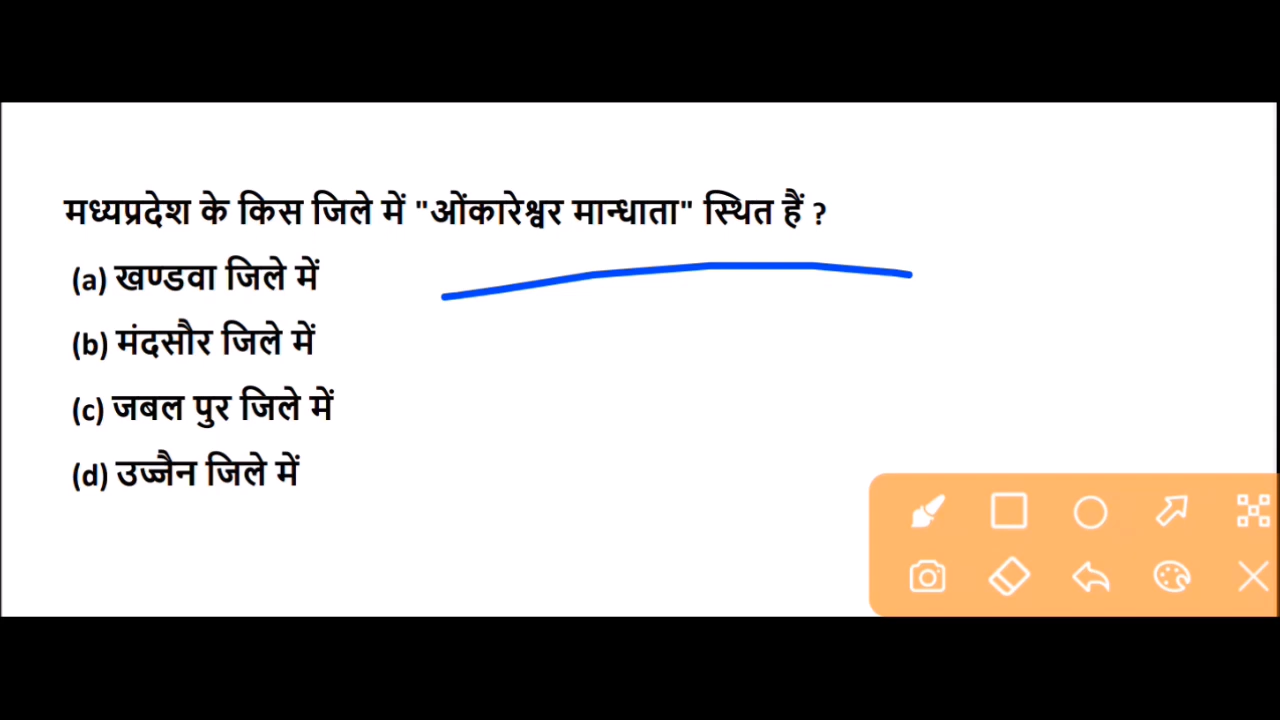 मध्यप्रदेश के किस जिले में "ओंकारेश्वर मान्धाता" स्थित हैं ?
(a) खण्डवा जिले में
(b) मंदसौर जिले में
(c) जबल पुर जिले में
(d) उज्जैन जिले में